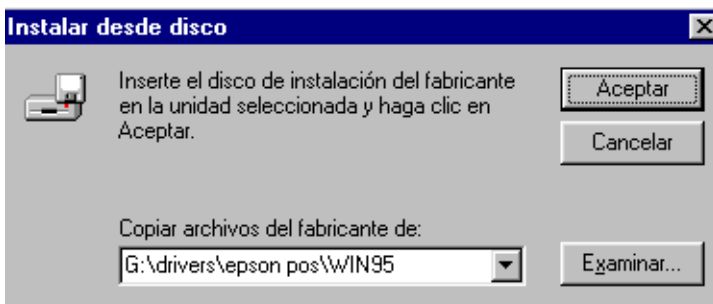 Instalar desde disco
Inserte el disco de instalación del fabricante
en la unidad seleccionada y haga clic en
Aceptar.
Aceptar
Cancelar
Copiar archivos del fabricante de:
G:\drivers\epson pos\WIN95
Examinar...